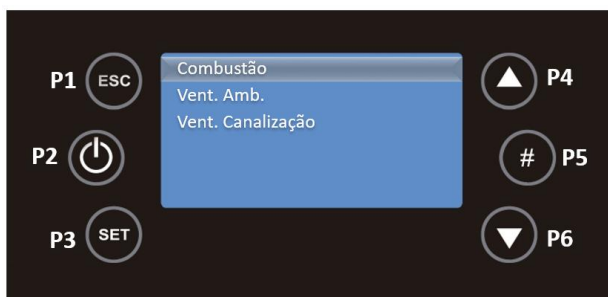 P1 ESC
Combustão
P4
Vent. Amb.
Vent. Canalização
P2
# P5
P3 SET
P6